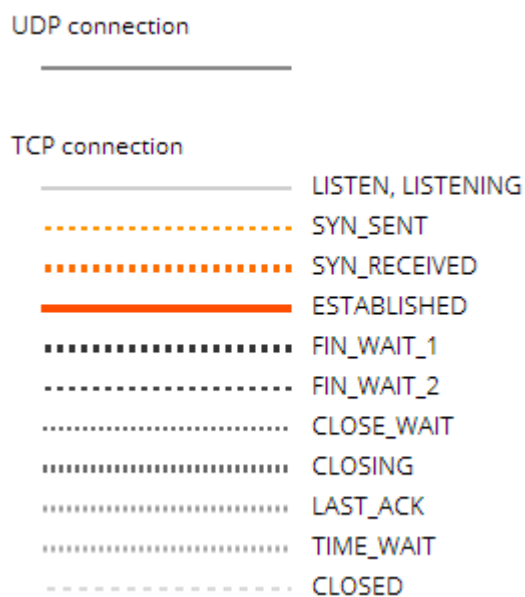 UDP connection
TCP connection
LISTEN, LISTENING
SYN_SENT
SYN_RECEIVED
ESTABLISHED
FIN_WAIT_1
FIN_WAIT_2
CLOSE_WAIT
CLOSING
LAST_ACK
TIME_WAIT
CLOSED